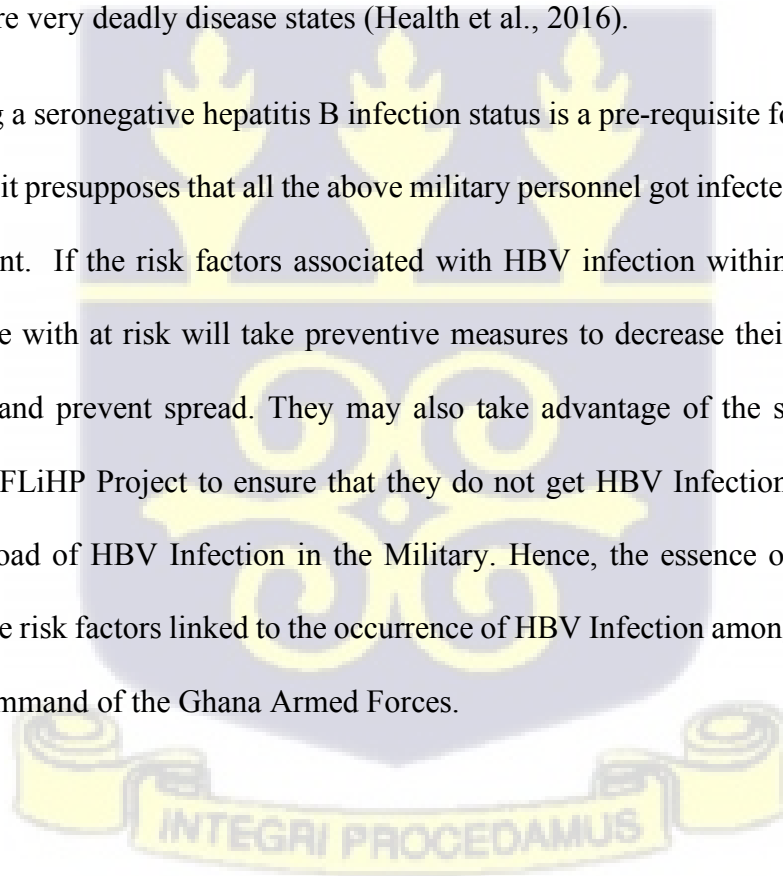 re very deadly disease states (Health et al., 2016).
a seronegative hepatitis B infection status is a pre-requisite
it presupposes that all the above military personnel got infecte
nt. If the risk factors associated with HBV infection within
e with at risk will take preventive measures to decrease thei
and prevent spread. They may also take advantage of the s
FLiHP Project to ensure that they do not get HBV Infection
oad of HBV Infection in the Military. Hence, the essence o
e risk factors linked to the occurrence of HBV Infection amon
mmand of the Ghana Armed Forces.
INTEGRI PROCEDAMUS